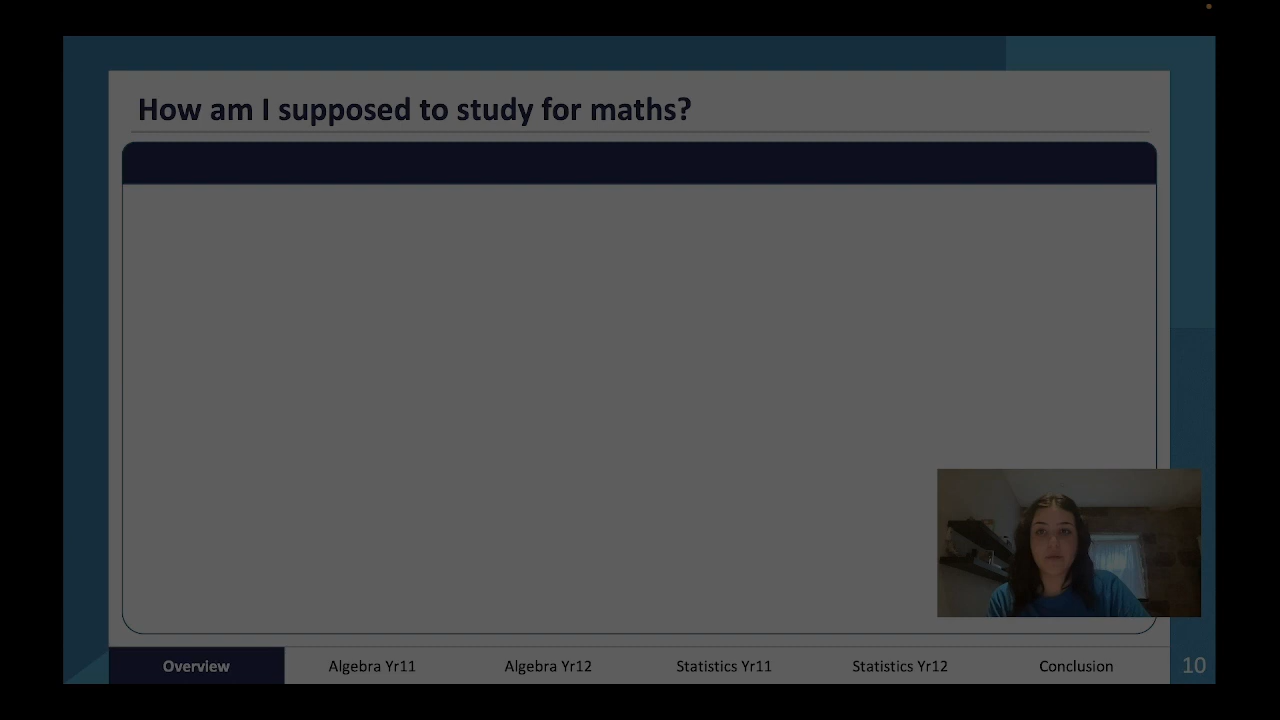 How am I supposed to study for maths?
Overview
Algebra Yr11
Algebra Yr12
Statistics Yr11
Statistics Yr12
Conclusion
10